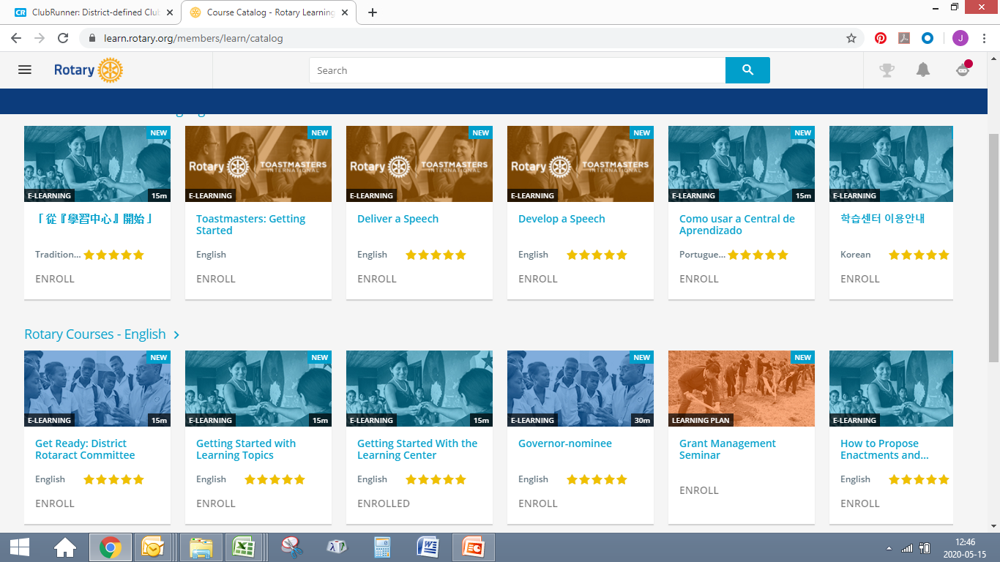 ClubRunner: District-defined Club
Course Catalog - Rotary Learning
learn.rotary.org/members/learn/catalog
J
Rotary
Search
NEW
NEW
NEW
NEW
NEW
Rotary TOASTMASTERS INTERNATIONAL
Rotary TOASTMASTERS INTERNATIONAL
Rotary TOASTMASTERS INTERNATIONAL
E-LEARNING 15m
E-LEARNING
E-LEARNING
E-LEARNING
E-LEARNING 15m
E-LEARNING
「從『學習中心』開始」
Toastmasters: Getting
Started
Deliver a Speech
Develop a Speech
Como usar a Central de
Aprendizado
학습센터 이용안내
Tradition...
English
English
English
Portugue...
Korean
ENROLL
ENROLL
ENROLL
ENROLL
ENROLL
ENROLL
Rotary Courses - English
NEW
NEW
NEW
NEW
E-LEARNING 15m
E-LEARNING 15m
E-LEARNING 15m
E-LEARNING 30m
LEARNING PLAN
E-LEARNING
Get Ready: District
Rotaract Committee
Getting Started with
Learning Topics
Getting Started With the
Learning Center
Governor-nominee
Grant Management
Seminar
How to Propose
Enactments and...
English
English
English
English
English
ENROLL
ENROLL
ENROLLED
ENROLL
ENROLL
ENROLL
12:46
2020-05-15